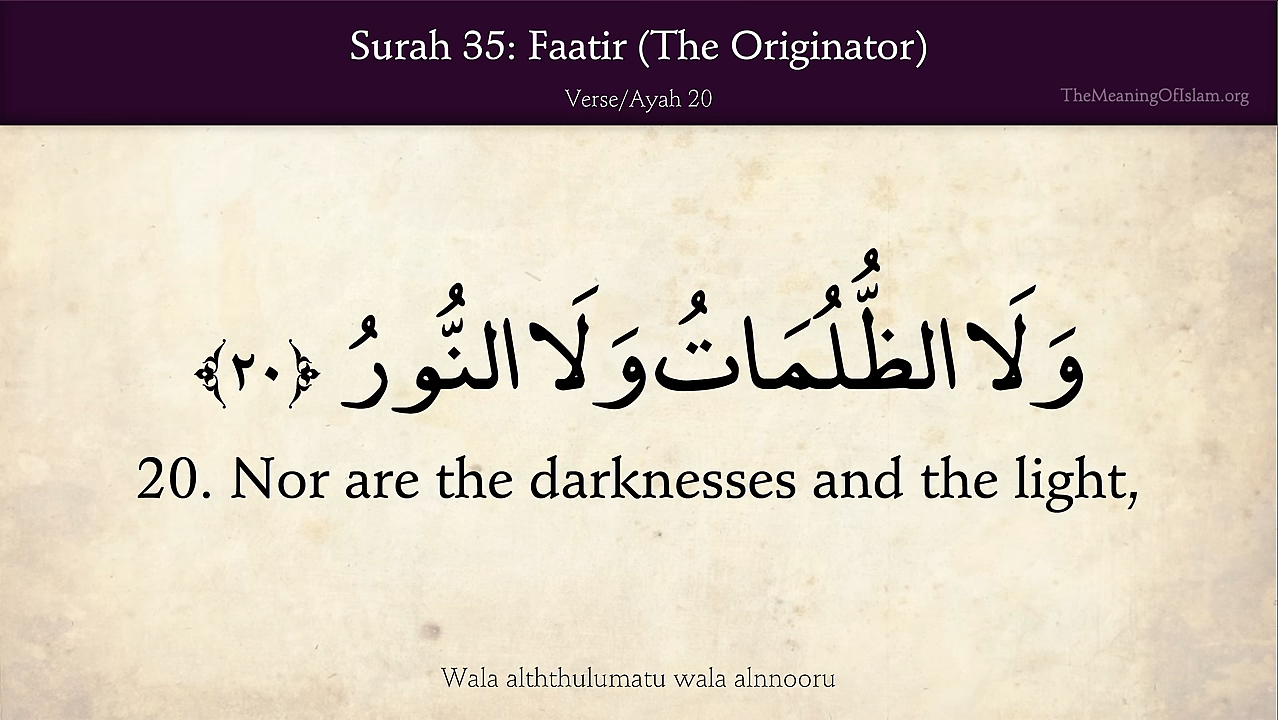 Surah 35: Faatir (The Originator)
Verse/Ayah 20
TheMeaningOfIslam.org
وَلَا الظُّلُمَاتُ وَلَا النُّورُ ﴿٢٠﴾
20. Nor are the darknesses and the light,
Wala alththulumatu wala alnnooru